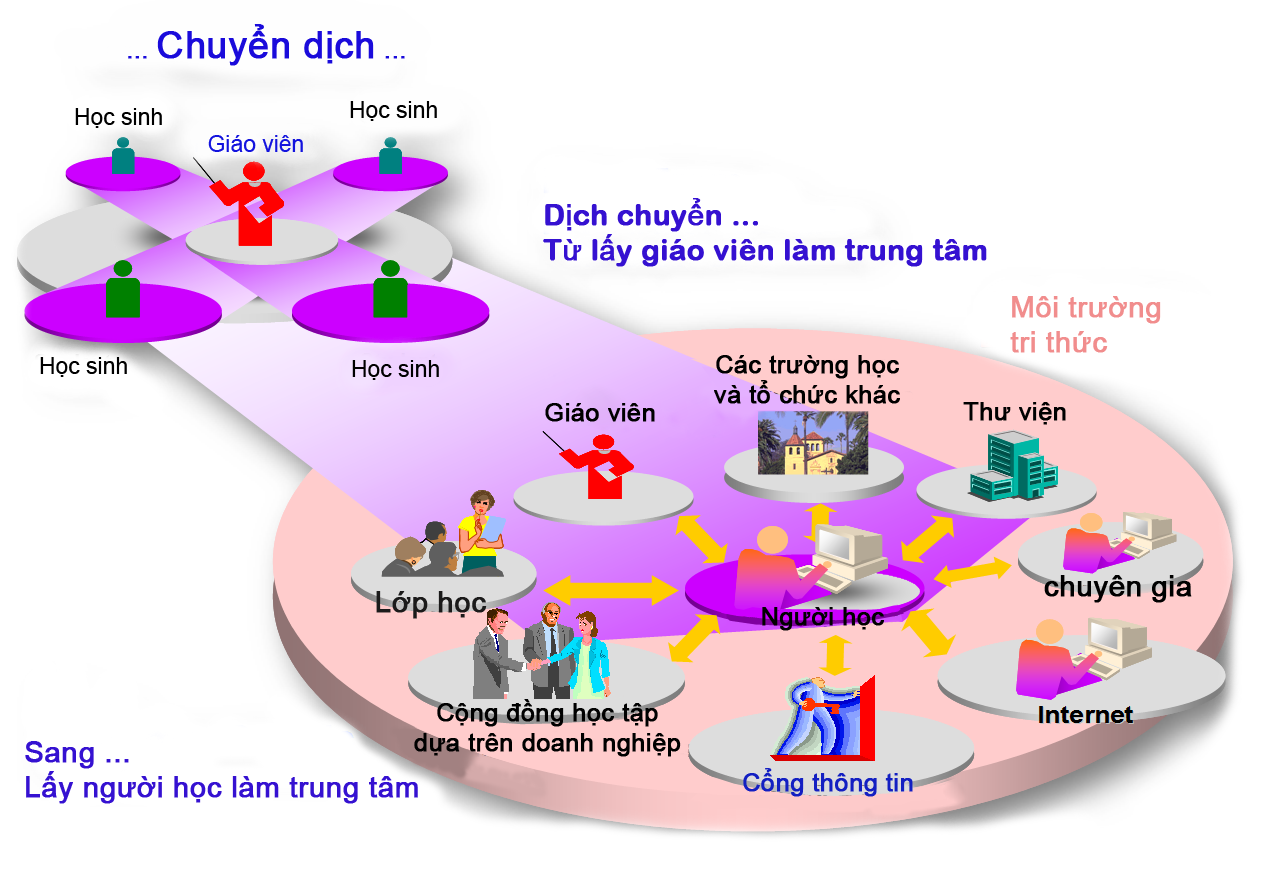 ... Chuyển dịch ...
Học sinh
Học sinh
Giáo viên
Học sinh
Học sinh
Dịch chuyển ...
Từ lấy giáo viên làm trung tâm
Môi trường
tri thức
Các trường học
và tổ chức khác
Giáo viên
Thư viện
chuyên gia
Lớp học
Người học
Internet
Cộng đồng học tập
dựa trên doanh nghiệp
Cổng thông tin
Sang ...
Lấy người học làm trung tâm